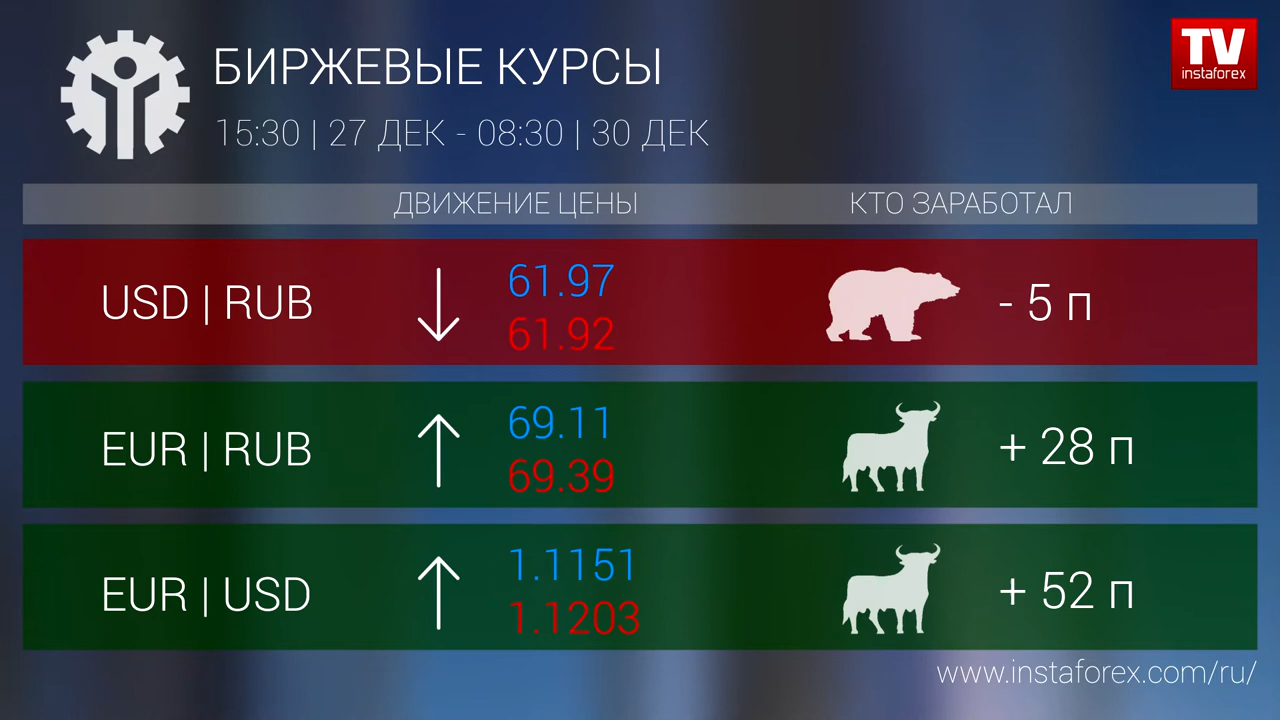 БИРЖЕВЫЕ КУРСЫ
TV
instaforex
15:30 | 27 ДЕК - 08:30 | 30 ДЕК
ДВИЖЕНИЕ ЦЕНЫ КТО ЗАРАБОТАЛ
61.97
USD | RUB - 5 п
61.92
69.11
EUR | RUB + 28 п
69.39
1.1151
EUR | USD + 52 п
1.1203
www.instaforex.com/ru/